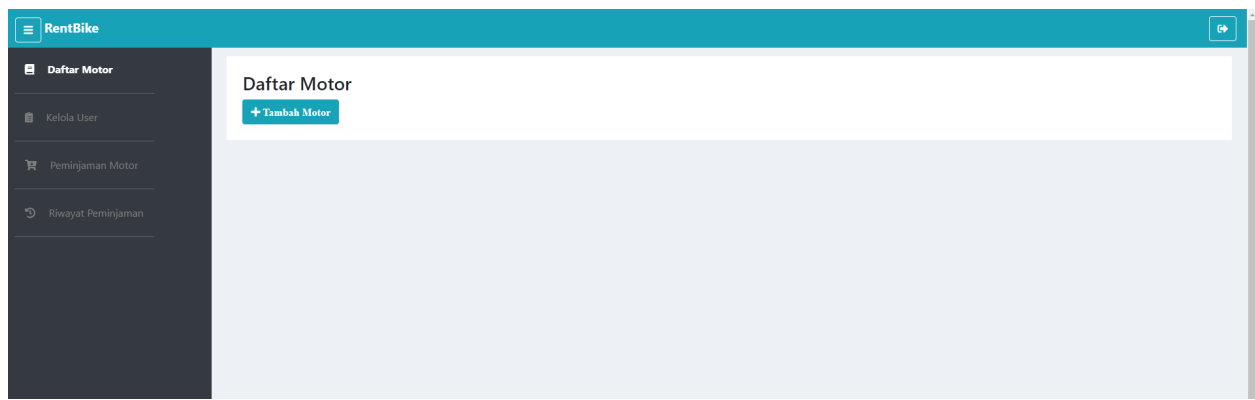 RentBike
Daftar Motor
Kelola User
Peminjaman Motor
Riwayat Peminjaman
Daftar Motor
+ Tambah Motor